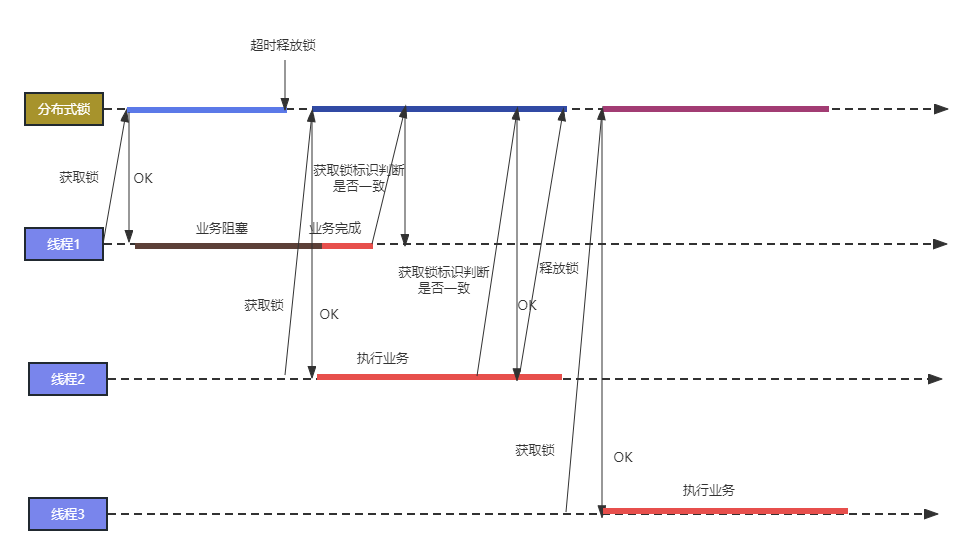 超时释放锁
分布式锁
获取锁
OK
获取锁标识判断
是否一致
线程1
业务阻塞
业务完成
获取锁标识判断
是否一致
释放锁
获取锁
OK
OK
线程2
执行业务
获取锁
OK
线程3
执行业务